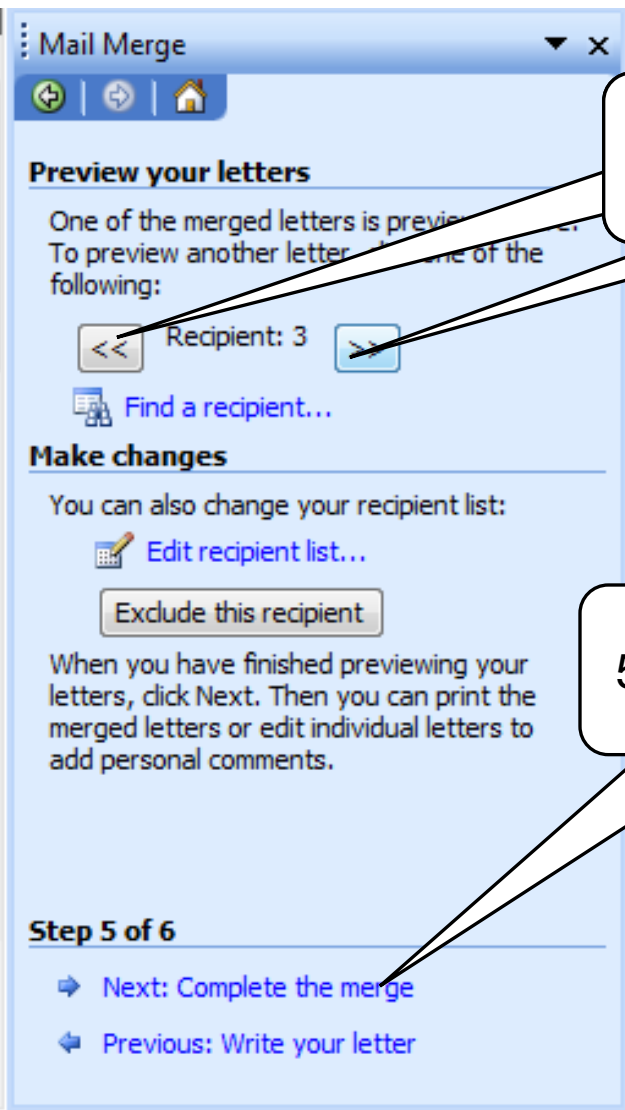 Mail Merge
Preview your letters
One of the merged letters is
To preview another letter, one of the
following:
<< Recipient: 3 >>
Find a recipient...
Make changes
You can also change your recipient list:
Edit recipient list...
Exclude this recipient
When you have finished previewing your
letters, click Next. Then you can print the
merged letters or edit individual letters to
add personal comments.
5
Step 5 of 6
Next: Complete the merge
Previous: Write your letter